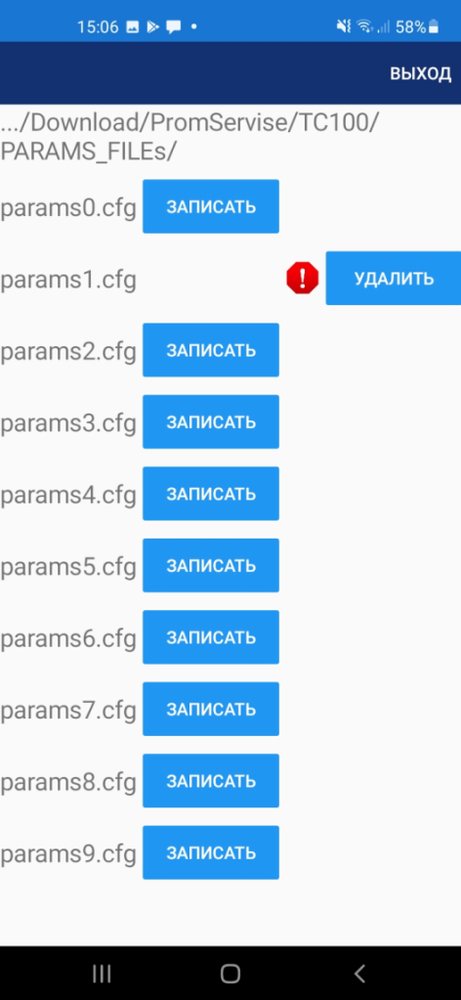 15:06 58%
ВЫХОД
.../Download/PromServise/TC100/
PARAMS_FILEs/
params0.cfg ЗАПИСАТЬ
params1.cfg ! УДАЛИТЬ
params2.cfg ЗАПИСАТЬ
params3.cfg ЗАПИСАТЬ
params4.cfg ЗАПИСАТЬ
params5.cfg ЗАПИСАТЬ
params6.cfg ЗАПИСАТЬ
params7.cfg ЗАПИСАТЬ
params8.cfg ЗАПИСАТЬ
params9.cfg ЗАПИСАТЬ